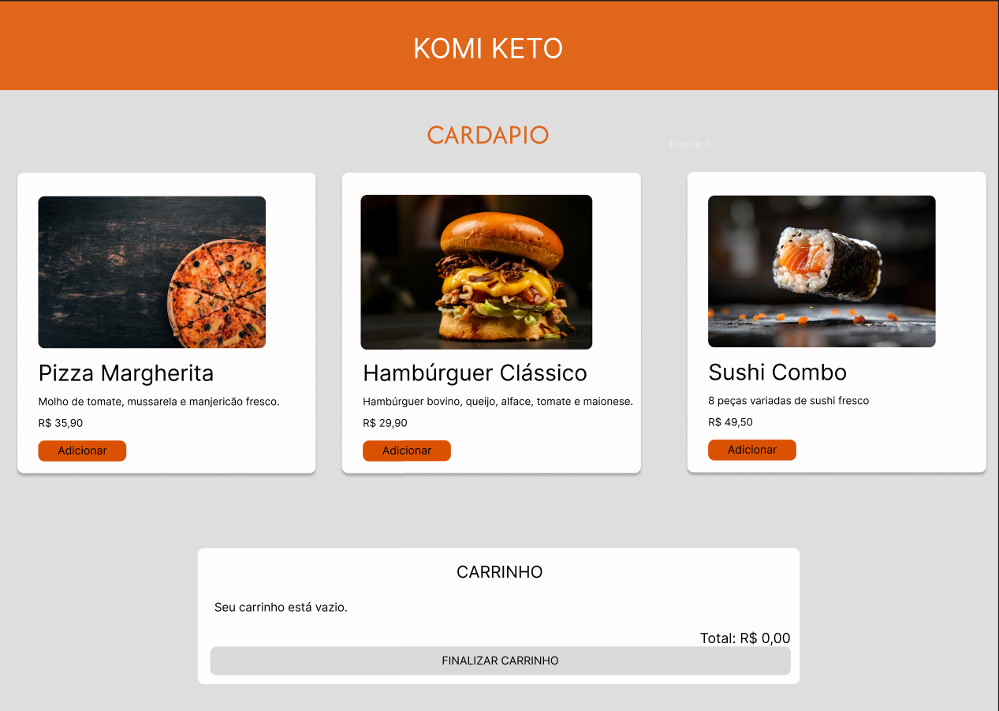 KOMI KETO
CARDAPIO
Frame 4
Pizza Margherita
Molho de tomate, mussarela e manjericão fresco.
R$ 35,90
Adicionar
Hambúrguer Clássico
Hambúrguer bovino, queijo, alface, tomate e maionese.
R$ 29,90
Adicionar
Sushi Combo
8 peças variadas de sushi fresco
R$ 49,50
Adicionar
CARRINHO
Seu carrinho está vazio.
Total: R$ 0,00
FINALIZAR CARRINHO